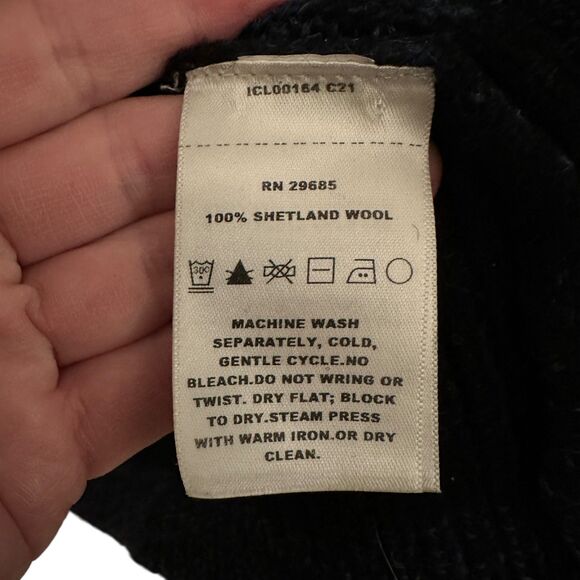 ICL00164 C21
RN 29685
100% SHETLAND WOOL
30C
MACHINE WASH
SEPARATELY, COLD,
GENTLE CYCLE.NO
BLEACH.DO NOT WRING OR
TWIST. DRY FLAT; BLOCK
TO DRY.STEAM PRESS
WITH WARM IRON.OR DRY
CLEAN.